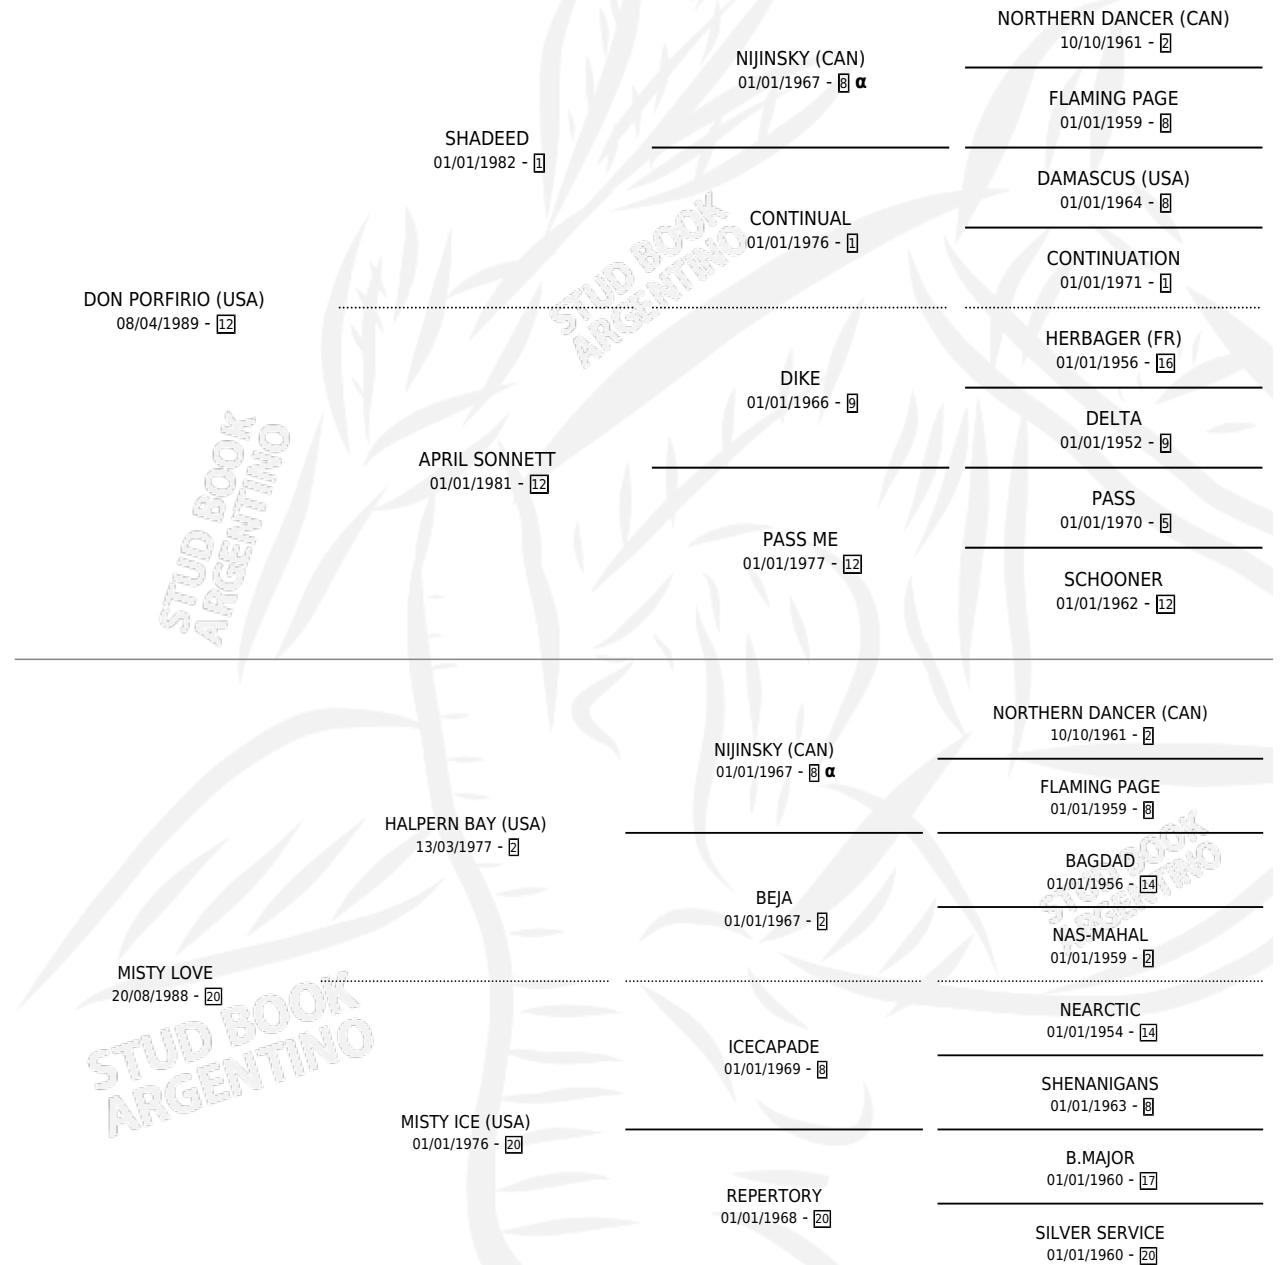 NORTHERN DANCER (CAN)
10/10/1961 - 2
NIJINSKY (CAN)
01/01/1967 - 8 α
FLAMING PAGE
01/01/1959 - 8
SHADEED
01/01/1982 - 1
DAMASCUS (USA)
01/01/1964 - 8
CONTINUAL
01/01/1976 - 1
CONTINUATION
01/01/1971 - 1
DON PORFIRIO (USA)
08/04/1989 - 12
HERBAGER (FR)
01/01/1956 - 16
DIKE
01/01/1966 - 9
DELTA
01/01/1952 - 9
APRIL SONNETT
01/01/1981 - 12
PASS
01/01/1970 - 5
PASS ME
01/01/1977 - 12
SCHOONER
01/01/1962 - 12
STUD BOOK
ARGENTINO
STUD BOOK
ARGENTINO
NORTHERN DANCER (CAN)
10/10/1961 - 2
NIJINSKY (CAN)
01/01/1967 - 8 α
FLAMING PAGE
01/01/1959 - 8
HALPERN BAY (USA)
13/03/1977 - 2
BAGDAD
01/01/1956 - 14
BEJA
01/01/1967 - 2
NAS-MAHAL
01/01/1959 - 2
MISTY LOVE
20/08/1988 - 20
NEARCTIC
01/01/1954 - 14
ICECAPADE
01/01/1969 - 8
SHENANIGANS
01/01/1963 - 8
MISTY ICE (USA)
01/01/1976 - 20
B.MAJOR
01/01/1960 - 17
REPERTORY
01/01/1968 - 20
SILVER SERVICE
01/01/1960 - 20
STUD BOOK
ARGENTINO
STUD BOOK
ARGENTINO